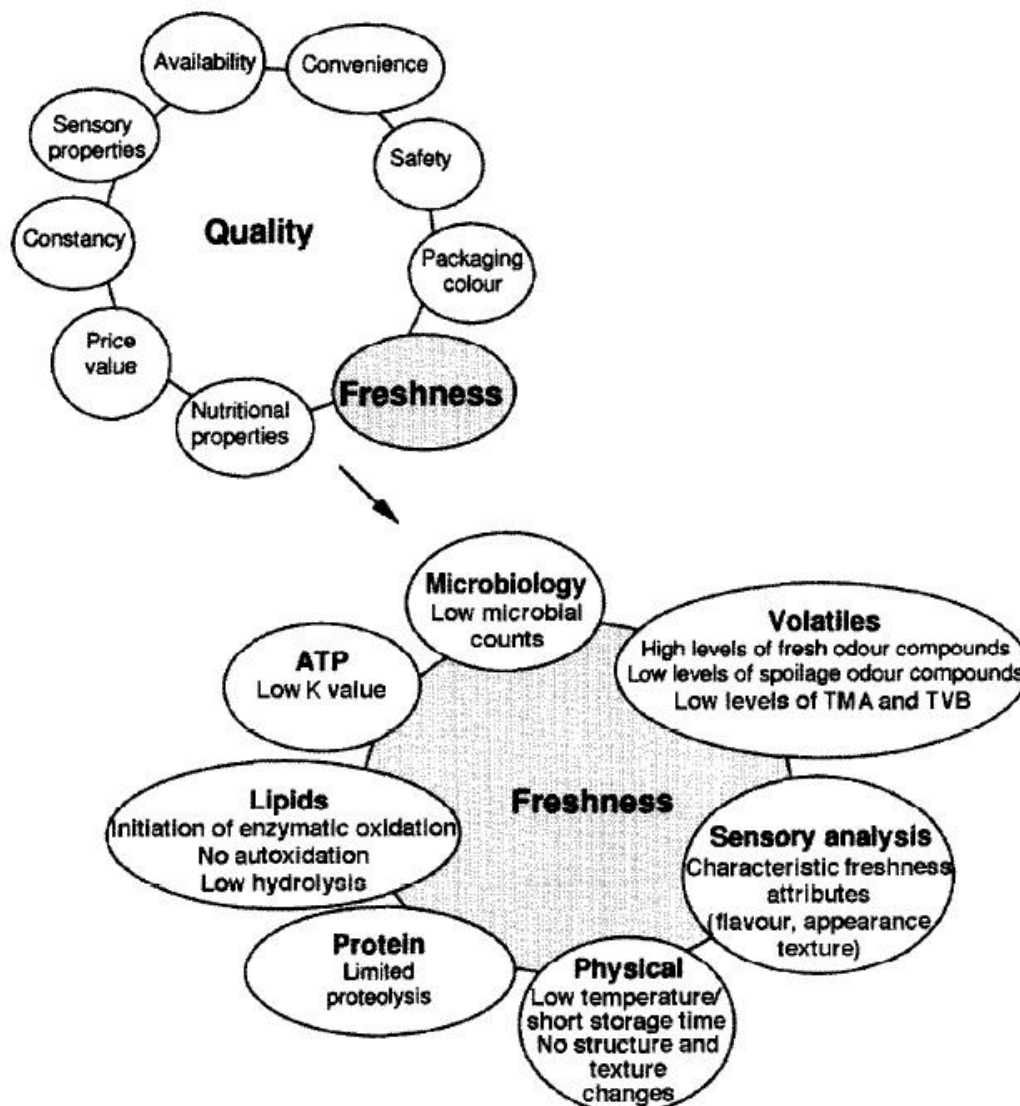 Availability
Convenience
Sensory
properties
Safety
Constancy
Quality
Packaging
colour
Price
value
Freshness
Nutritional
properties
Microbiology
Low microbial
counts
Volatiles
High levels of fresh odour compounds
Low levels of spoilage odour compounds
Low levels of TMA and TVB
ATP
Low K value
Lipids
Initiation of enzymatic oxidation
No autoxidation
Low hydrolysis
Freshness
Sensory analysis
Characteristic freshness
attributes
(flavour, appearance
texture)
Protein
Limited
proteolysis
Physical
Low temperature/
short storage time
No structure and
texture
changes